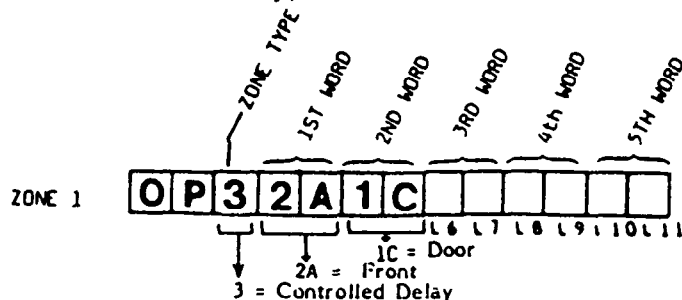 ZONE TYPE
1ST WORD
2ND WORD
3RD WORD
4th WORD
5TH WORD
ZONE 1
O P 3 2 A 1 C
L6 L7 L8 L9 L10 L11
1C = Door
2A = Front
3 = Controlled Delay